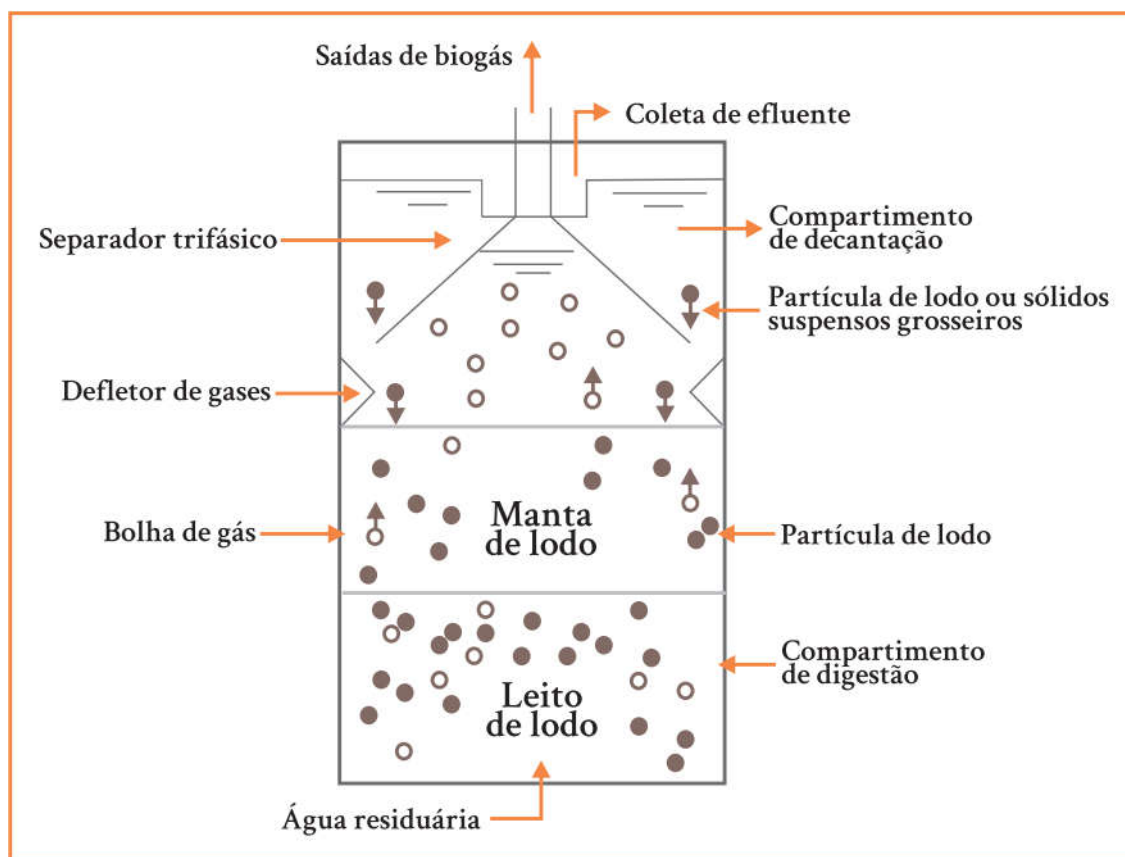 Saídas de biogás
Coleta de efluente
Separador trifásico
Compartimento
de decantação
Partícula de lodo ou sólidos
suspensos grosseiros
Defletor de gases
Manta
de lodo
Bolha de gás
Partícula de lodo
Compartimento
de digestão
Leito
de lodo
Água residuária